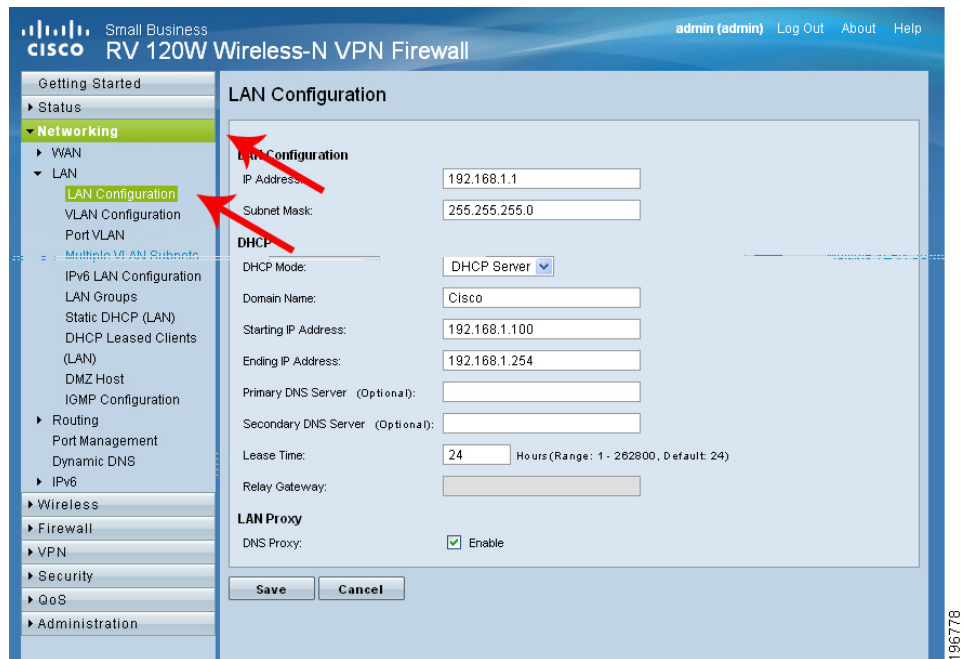 Small Business
CISCO RV 120W Wireless-N VPN Firewall
admin (admin) Log Out About Help
Getting Started
Status
Networking
WAN
LAN
LAN Configuration
VLAN Configuration
Port VLAN
Multiple VLAN Subnets
IPv6 LAN Configuration
LAN Groups
Static DHCP (LAN)
DHCP Leased Clients
(LAN)
DMZ Host
IGMP Configuration
Routing
Port Management
Dynamic DNS
IPv6
Wireless
Firewall
VPN
Security
QoS
Administration
LAN Configuration
LAN Configuration
IP Address: 192.168.1.1
Subnet Mask: 255.255.255.0
DHCP
DHCP Mode: DHCP Server
Domain Name: Cisco
Starting IP Address: 192.168.1.100
Ending IP Address: 192.168.1.254
Primary DNS Server (Optional):
Secondary DNS Server (Optional):
Lease Time: 24 Hours(Range: 1 - 262800, Default: 24)
Relay Gateway:
LAN Proxy
DNS Proxy: Enable
Save Cancel
196778